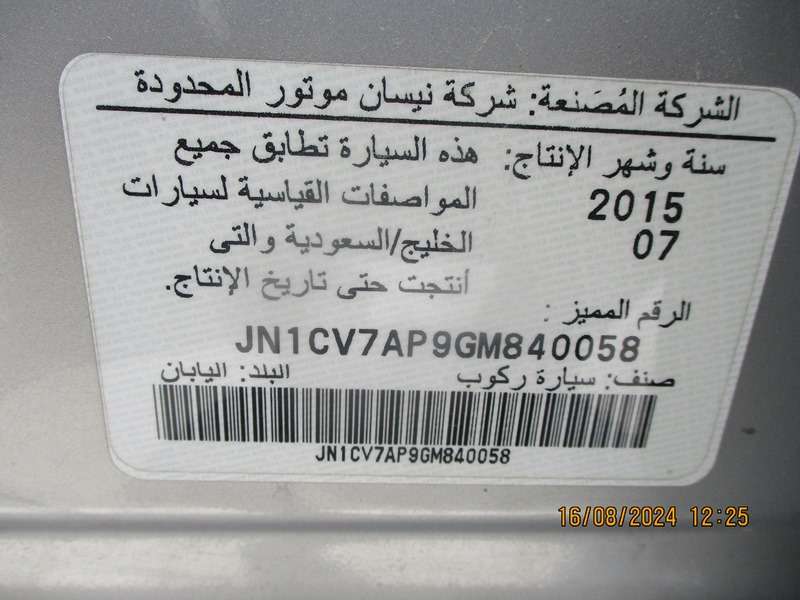 الشركة المُصَنعة: شركة نيسان موتور المحدودة
سنة وشهر الإنتاج:
2015
07
هذه السيارة تطابق جميع
المواصفات القياسية لسيارات
الخليج/السعودية والتى
أنتجت حتى تاريخ الإنتاج.
الرقم المميز :
JN1CV7AP9GM840058
صنف: سيارة ركوب البلد: اليابان
JN1CV7AP9GM840058
16/08/2024 12:25